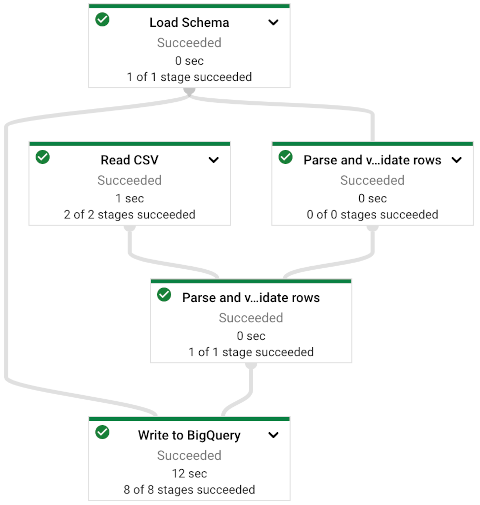 Load Schema
Succeeded
0 sec
1 of 1 stage succeeded
Read CSV
Succeeded
1 sec
2 of 2 stages succeeded
Parse and v...idate rows
Succeeded
0 sec
0 of 0 stages succeeded
Parse and v...idate rows
Succeeded
0 sec
1 of 1 stage succeeded
Write to BigQuery
Succeeded
12 sec
8 of 8 stages succeeded